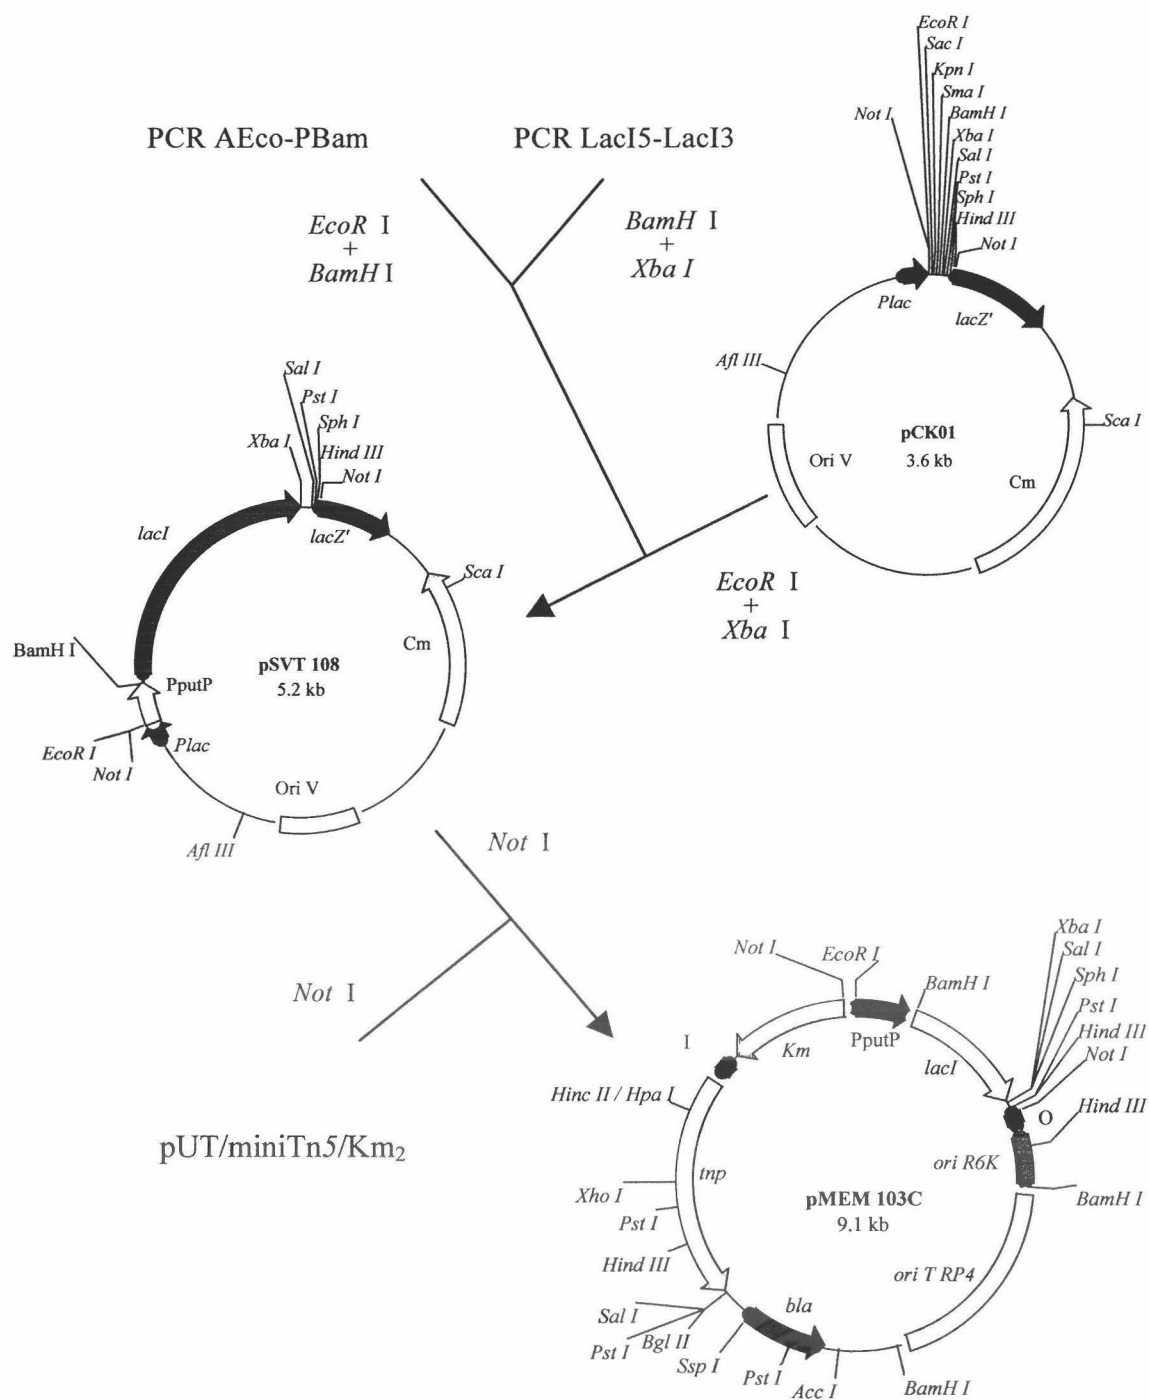 EcoR I
Sac I
Kpn I
Sma I
BamH I
Xba I
Sal I
Pst I
Sph I
Hind III
Not I
Not I
Plac
lacZ'
Afl III
Sca I
pCK01
3.6 kb
Ori V
Cm
PCR AEco-PBam
PCR LacI5-LacI3
EcoR I
+
BamH I
BamH I
+
Xba I
EcoR I
+
Xba I
Sal I
Pst I
Sph I
Xba I
Hind III
Not I
lacI
lacZ'
Sca I
Cm
BamH I
PputP
pSVT 108
5.2 kb
EcoR I
Not I
Plac
Ori V
Afl III
Not I
Not I
pUT/miniTn5/Km2
Xba I
Sal I
Sph I
Pst I
Hind III
Not I
Hind III
Not I
EcoR I
BamH I
I
Km
PputP
lacI
O
Hinc II / Hpa I
ori R6K
tnp
BamH I
Xho I
Pst I
pMEM 103C
9.1 kb
Hind III
ori T RP4
Sal I
Pst I
Bgl II
Ssp I
bla
Pst I
Acc I
BamH I